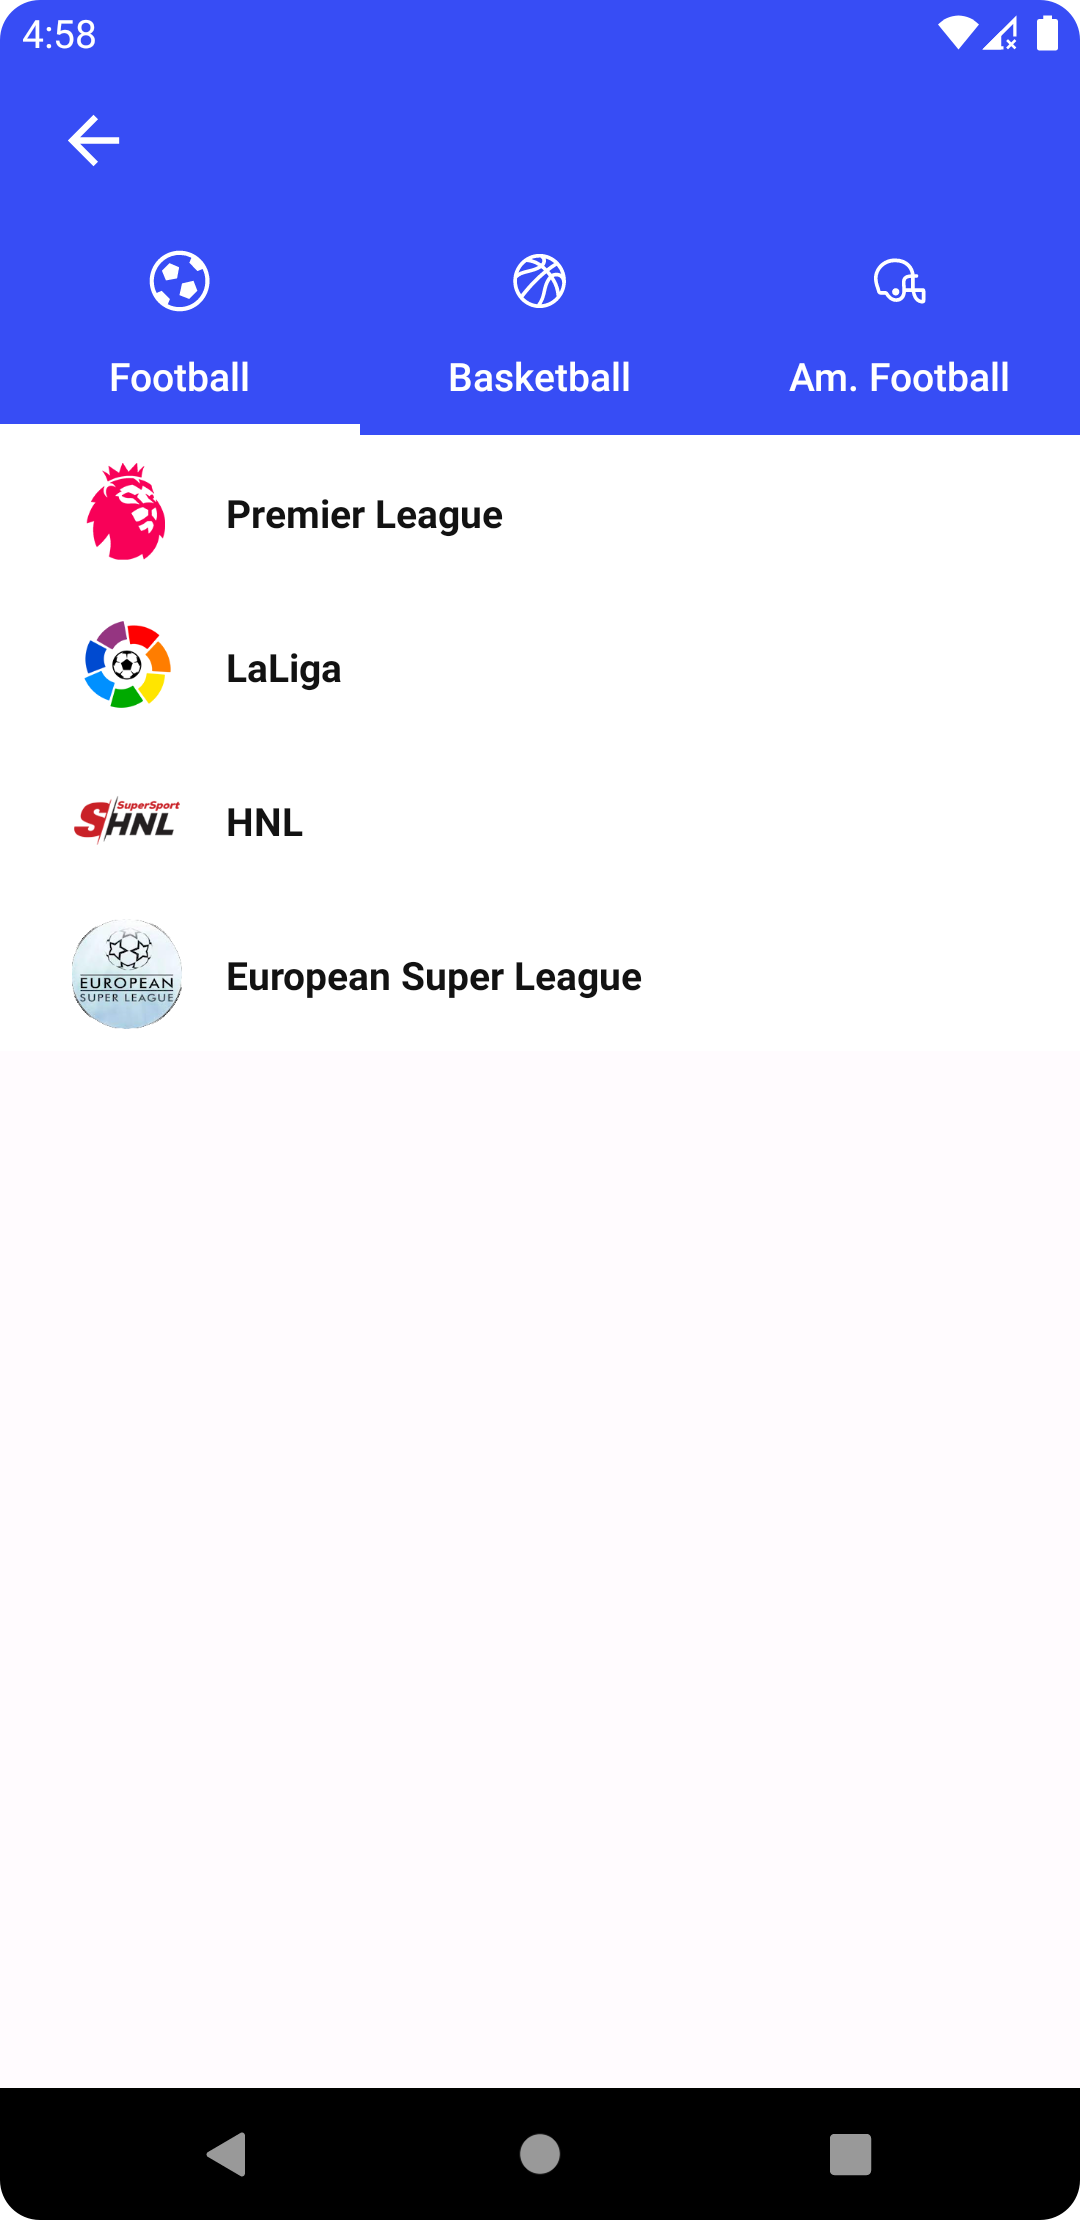 4:58
Football
Basketball
Am. Football
Premier League
LaLiga
SuperSport
SHNL
HNL
EUROPEAN
SUPER LEAGUE
European Super League